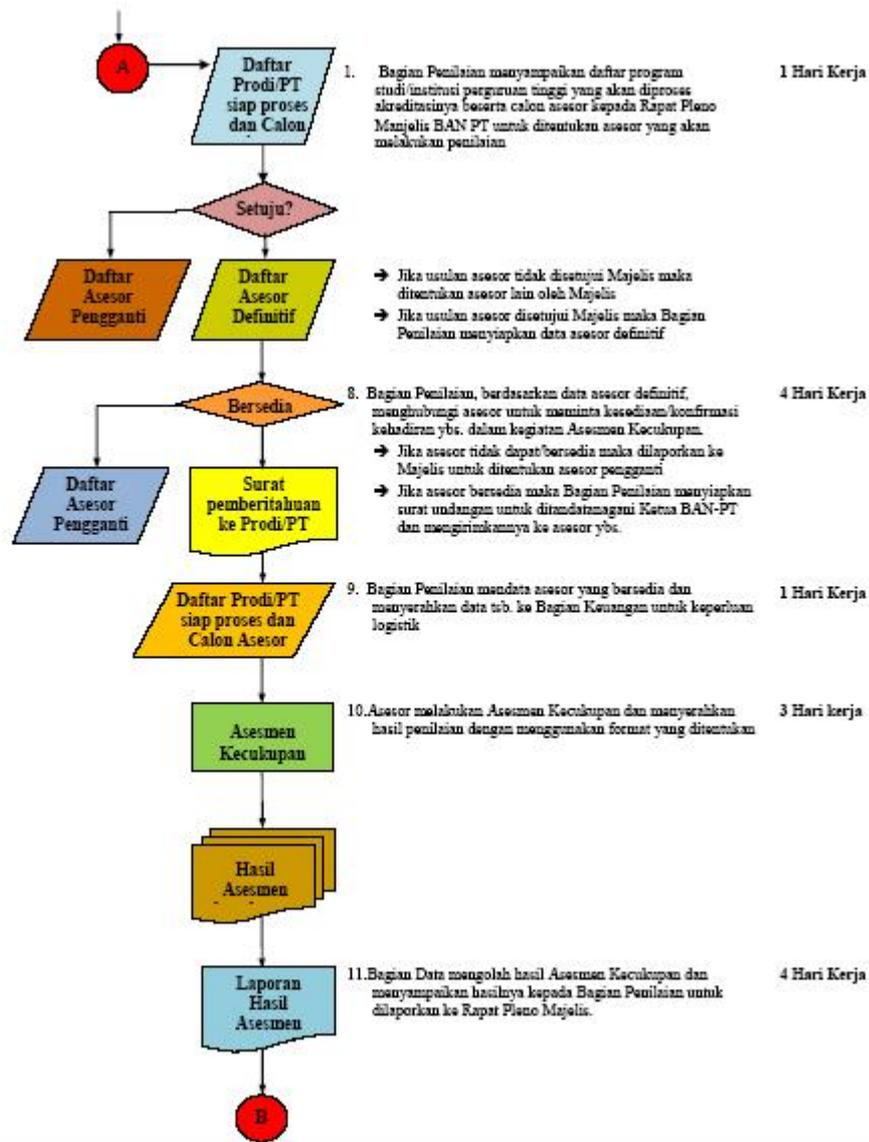 A
Daftar
Prodi/PT
siap proses
dan Calon
1. Bagian Penilaian menyampaikan daftar program
studi/institusi perguruan tinggi yang akan diproses
akreditasinya beserta calon asesor kepada Rapat Pleno
Manjelis BAN PT untuk ditentukan asesor yang akan
melakukan penilaian
1 Hari Kerja
Setuju?
Daftar
Asesor
Pengganti
Daftar
Asesor
Definitif
➔ Jika usulan asesor tidak disetujui Majelis maka
ditentukan asesor lain oleh Majelis
➔ Jika usulan asesor disetujui Majelis maka Bagian
Penilaian menyiapkan data asesor definitif
Bersedia
8. Bagian Penilaian, berdasarkan data asesor definitif,
menghubungi asesor untuk meminta kesediaan/konfirmasi
kehadiran ybs. dalam kegiatan Asesmen Kecukupan.
➔ Jika asesor tidak dapat/bersedia maka dilaporkan ke
Majelis untuk ditentukan asesor pengganti
➔ Jika asesor bersedia maka Bagian Penilaian menyiapkan
surat undangan untuk ditandatanagani Ketua BAN-PT
dan mengirimkannya ke asesor ybs.
4 Hari Kerja
Daftar
Asesor
Pengganti
Surat
pemberitahuan
ke Prodi/PT
Daftar Prodi/PT
siap proses dan
Calon Asesor
9. Bagian Penilaian mendata asesor yang bersedia dan
menyerahkan data tsb. ke Bagian Keuangan untuk keperluan
logistik
1 Hari Kerja
Asesmen
Kecukupan
10.Asesor melakukan Asesmen Kecukupan dan menyerahkan
hasil penilaian dengan menggunakan format yang ditentukan
3 Hari kerja
Hasil
Asesmen
Laporan
Hasil
Asesmen
11.Bagian Data mengolah hasil Asesmen Kecukupan dan
menyampaikan hasilnya kepada Bagian Penilaian untuk
dilaporkan ke Rapat Pleno Majelis.
4 Hari Kerja
B